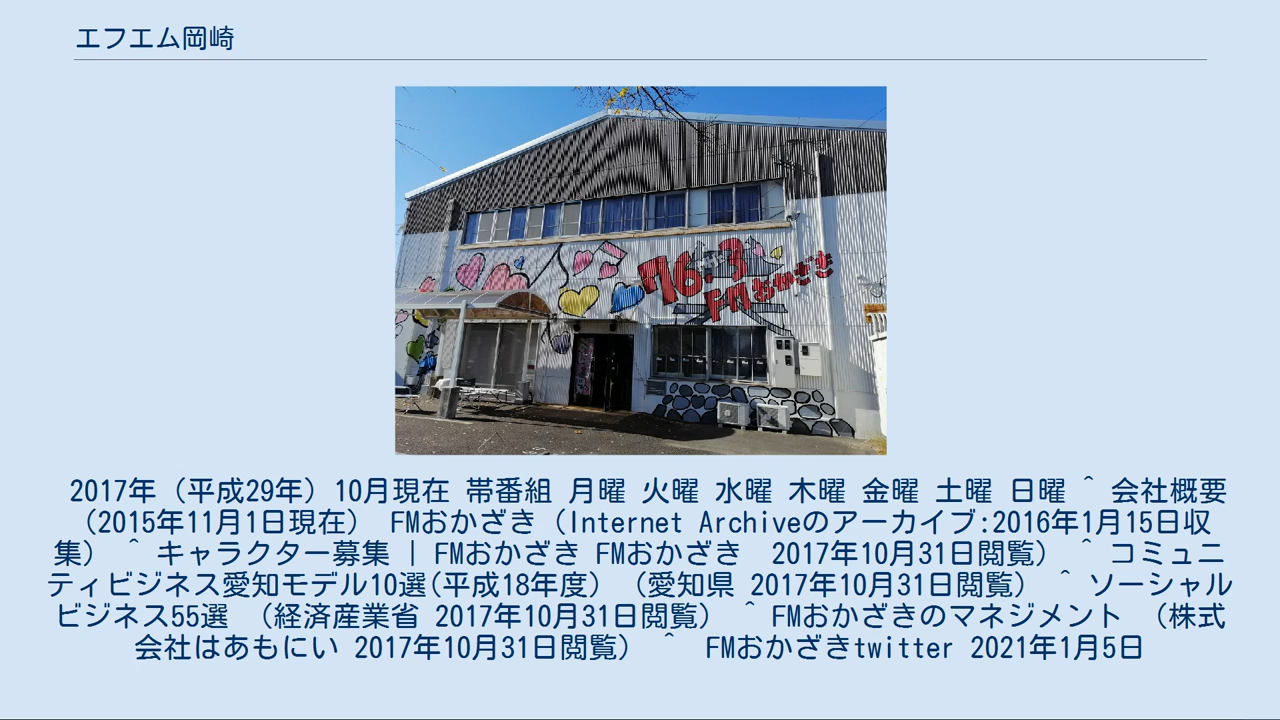 エフエム岡崎
76.3
FMおかざき
2017年（平成29年）10月現在 帯番組 月曜 火曜 水曜 木曜 金曜 土曜 日曜 ^ 会社概要
（2015年11月1日現在） FMおかざき（Internet Archiveのアーカイブ:2016年1月15日収
集） ^ キャラクター募集 | FMおかざき FMおかざき　2017年10月31日閲覧） ^ コミュニ
ティビジネス愛知モデル10選(平成18年度）（愛知県 2017年10月31日閲覧） ^ ソーシャル
ビジネス55選 （経済産業省 2017年10月31日閲覧） ^ FMおかざきのマネジメント （株式
会社はあもにい 2017年10月31日閲覧） ^　FMおかざきtwitter 2021年1月5日